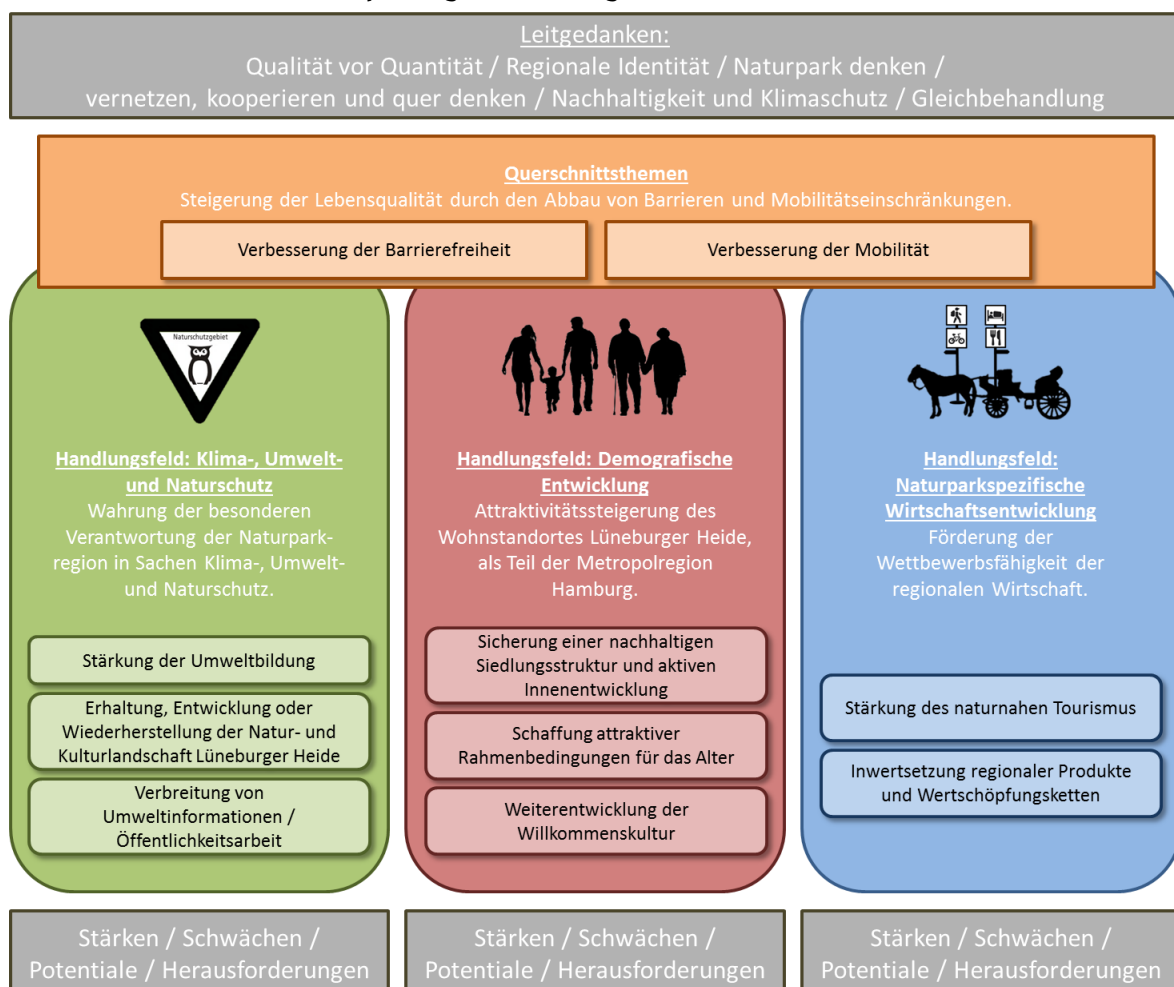 Leitgedanken:
Qualität vor Quantität / Regionale Identität / Naturpark denken /
vernetzen, kooperieren und quer denken / Nachhaltigkeit und Klimaschutz / Gleichbehandlung
Querschnittsthemen
Steigerung der Lebensqualität durch den Abbau von Barrieren und Mobilitätseinschränkungen.
Verbesserung der Barrierefreiheit
Verbesserung der Mobilität
Naturschutzgebiet
Handlungsfeld: Klima-, Umwelt-
und Naturschutz
Wahrung der besonderen
Verantwortung der Naturpark-
region in Sachen Klima-, Umwelt-
und Naturschutz.
Stärkung der Umweltbildung
Erhaltung, Entwicklung oder
Wiederherstellung der Natur- und
Kulturlandschaft Lüneburger Heide
Verbreitung von
Umweltinformationen /
Öffentlichkeitsarbeit
Handlungsfeld: Demografische
Entwicklung
Attraktivitätssteigerung des
Wohnstandortes Lüneburger Heide,
als Teil der Metropolregion
Hamburg.
Sicherung einer nachhaltigen
Siedlungsstruktur und aktiven
Innenentwicklung
Schaffung attraktiver
Rahmenbedingungen für das Alter
Weiterentwicklung der
Willkommenskultur
Handlungsfeld:
Naturparkspezifische
Wirtschaftsentwicklung
Förderung der
Wettbewerbsfähigkeit der
regionalen Wirtschaft.
Stärkung des naturnahen Tourismus
Inwertsetzung regionaler Produkte
und Wertschöpfungsketten
Stärken / Schwächen /
Potentiale / Herausforderungen
Stärken / Schwächen /
Potentiale / Herausforderungen
Stärken / Schwächen /
Potentiale / Herausforderungen